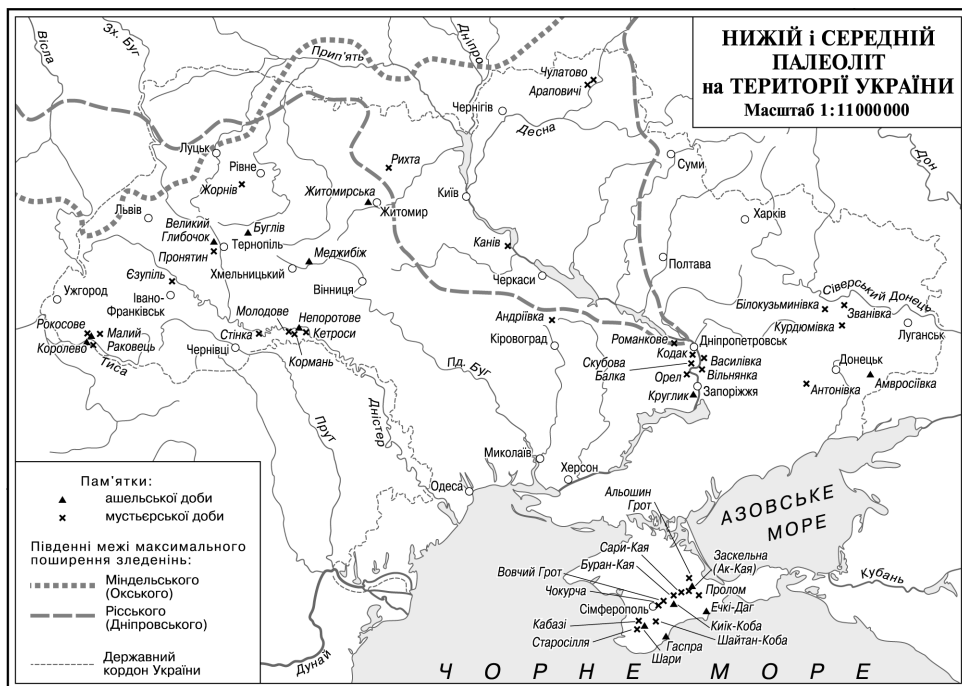 НИЖІЙ і СЕРЕДНІЙ
ПАЛЕОЛІТ
на ТЕРИТОРІЇ УКРАЇНИ
Масштаб 1:11000000
Вісла
Зх. Буг
Прип'ять
Дніпро
Чулатово
Араповичі
Чернігів
Десна
Дон
Луцьк
Рівне
Жорнів
Рихта
Суми
Житомирська
Житомир
Київ
Львів
Великий
Глибочок
Буглів
Тернопіль
Пронятин
Меджибіж
Канів
Харків
Полтава
Хмельницький
Єзупіль
Вінниця
Черкаси
Ужгород
Івано-
Франківськ
Сіверський Донець
Білокузьминівка
Званівка
Курдюмівка
Луганськ
Молодове
Непоротове
Стінка
Кетроси
Кормань
Чернівці
Рокосове
Малий
Раковець
Королево
Тиса
Андріївка
Кіровоград
Романкове
Дніпропетровськ
Кодак
Скубова
Балка
Василівка
Вільнянка
Орел
Запоріжжя
Круглик
Донецьк
Антонівка
Амвросіївка
Пд. Буг
Прут
Дністер
Миколаїв
Херсон
Одеса
Альошин
Грот
АЗОВСЬКЕ
МОРЕ
Сари-Кая
Буран-Кая
Заскельна
(Ак-Кая)
Вовчий Грот
Чокурча
Пролом
Кубань
Сімферополь
Ечкі-Даг
Кабазі
Киїк-Коба
Старосілля
Шайтан-Коба
Гаспра
Шари
Дунай
ЧОРНЕ МОРЕ
Пам'ятки:
ашельської доби
мустьєрської доби
Південні межі максимального
поширення зледенінь:
Міндельського
(Окського)
Рісського
(Дніпровського)
Державний
кордон України